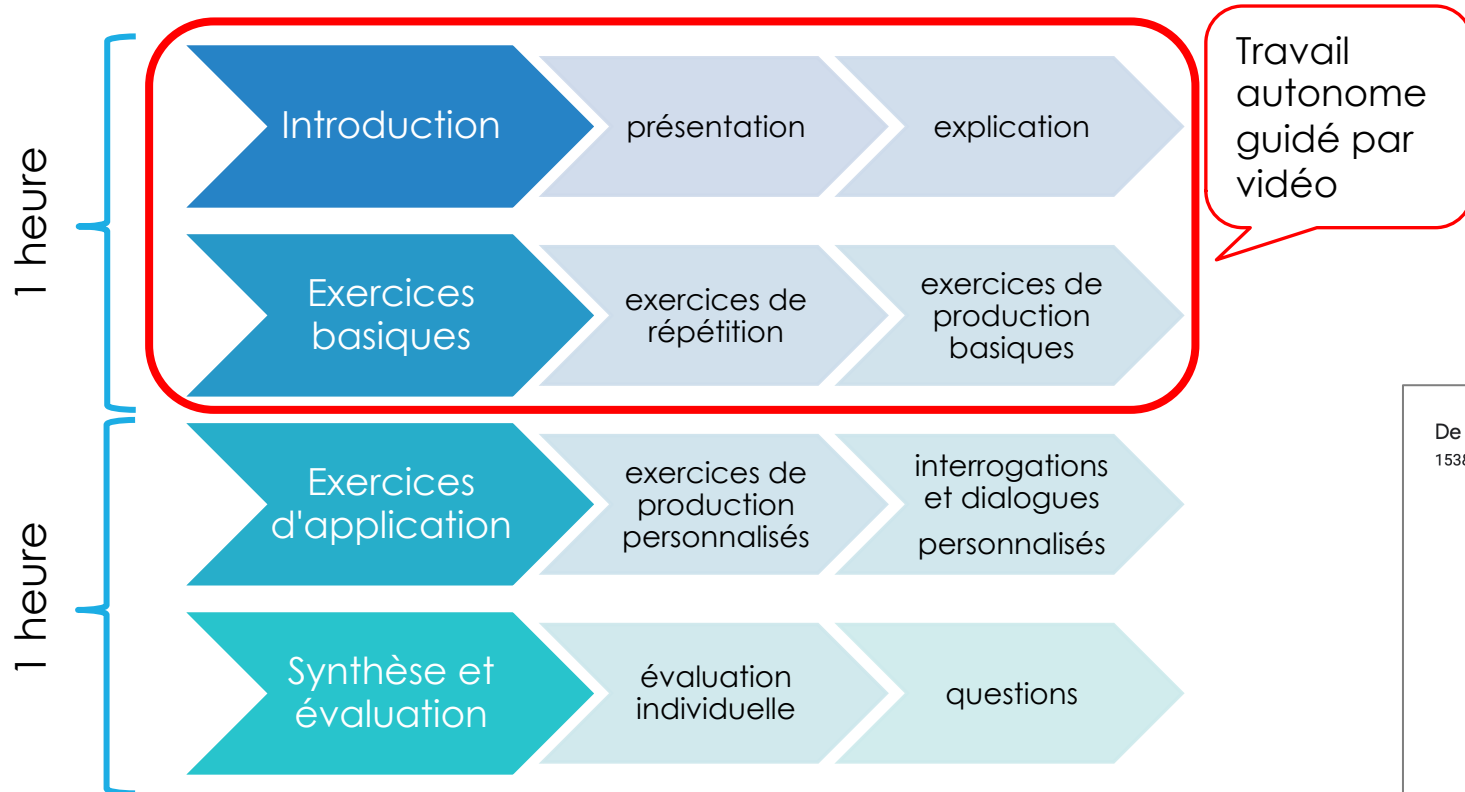 1 heure
Introduction
présentation
explication
Travail
autonome
guidé par
vidéo
Exercices
basiques
exercices de
répétition
exercices de
production
basiques
1 heure
Exercices
d'application
exercices de
production
personnalisés
interrogations
et dialogues
personnalisés
Synthèse et
évaluation
évaluation
individuelle
questions
De
1538